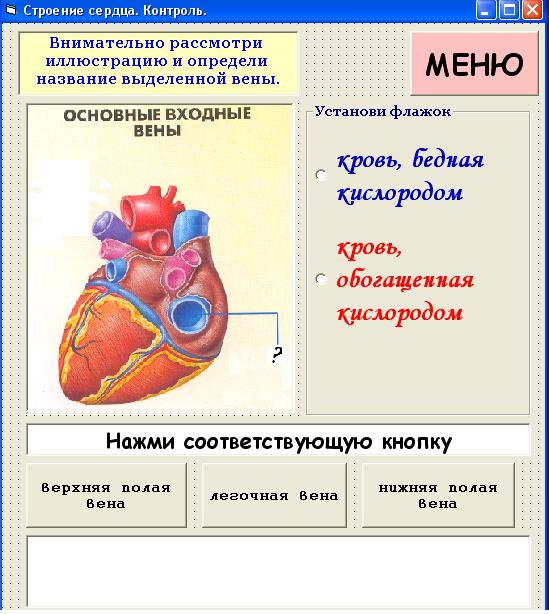 Строение сердца. Контроль.
Внимательно рассмотри
иллюстрацию и определи
название выделенной вены.
МЕНЮ
ОСНОВНЫЕ ВХОДНЫЕ
ВЕНЫ
?
Установи флажок
кровь, бедная
кислородом
кровь,
обогащенная
кислородом
Нажми соответствующую кнопку
верхняя полая
вена
легочная вена
нижняя полая
вена